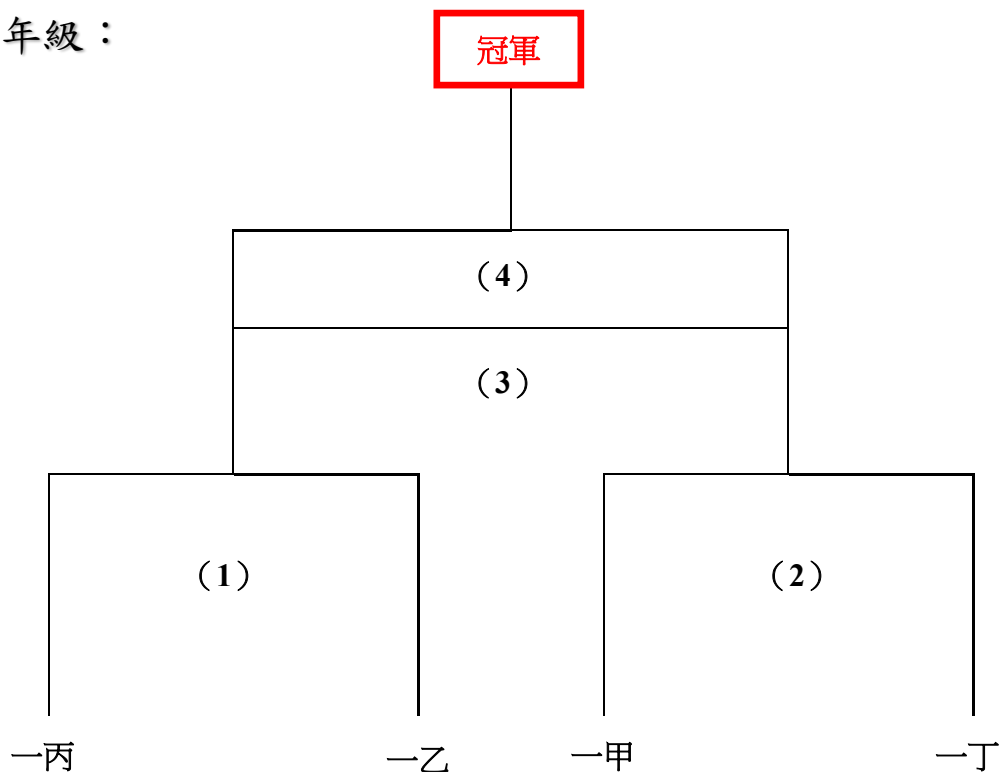 年級：
冠軍
（4）
（3）
（1）
（2）
一丙
一乙
一甲
一丁